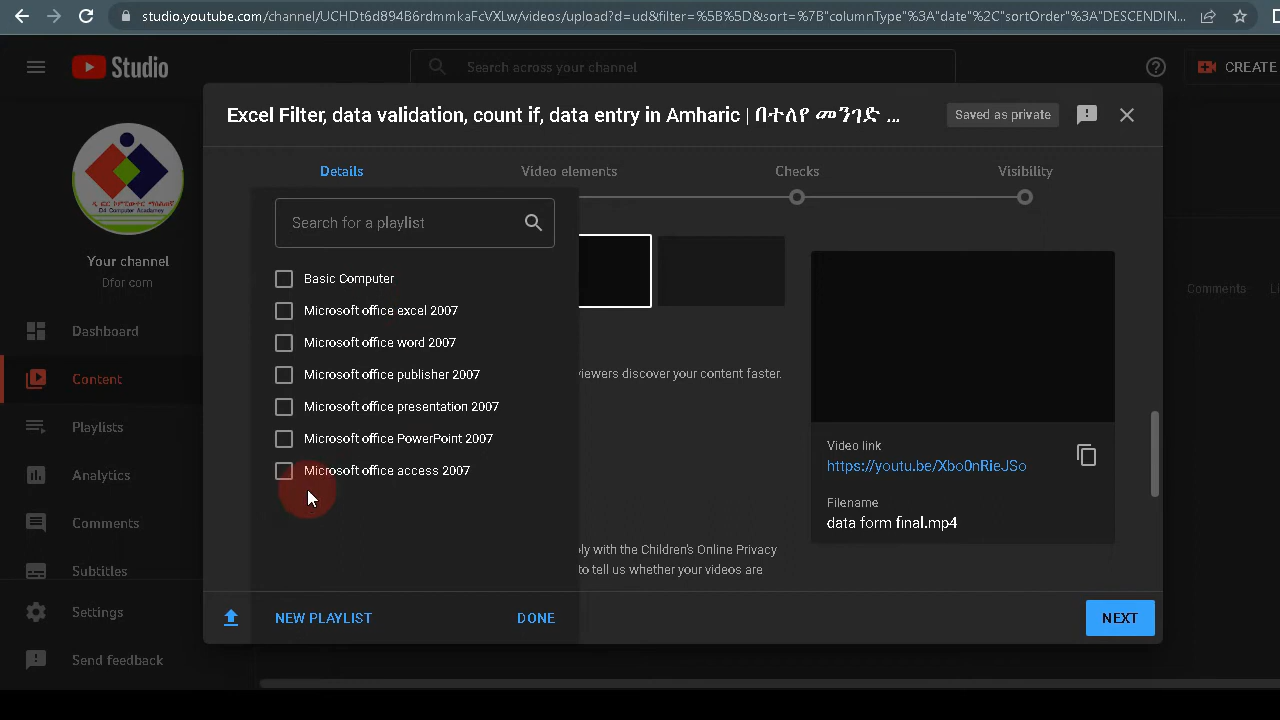 studio.youtube.com/channel/UCHDt6d894B6rdmmkaFcVXLw/videos/upload?d=ud&filter=%5B%5D&sort=%7B"columnType"%3A"date"%2C"sortOrder"%3A"DESCENDIN...
Studio
Search across your channel
CREATE
Excel Filter, data validation, count if, data entry in Amharic | በተለየ መንገድ ...
Saved as private
Details
Video elements
Checks
Visibility
ዲ ፎር ኮምፒውተር ማሰልጠኛ
D4 Computer Acadamey
Your channel
Dfor com
Dashboard
Content
Playlists
Analytics
Comments
Subtitles
Settings
Send feedback
Search for a playlist
Basic Computer
Microsoft office excel 2007
Microsoft office word 2007
Microsoft office publisher 2007
Microsoft office presentation 2007
Microsoft office PowerPoint 2007
Microsoft office access 2007
NEW PLAYLIST
DONE
viewers discover your content faster.
ply with the Children's Online Privacy
to tell us whether your videos are
Video link
https://youtu.be/Xbo0nRieJSo
Filename
data form final.mp4
NEXT
Comments